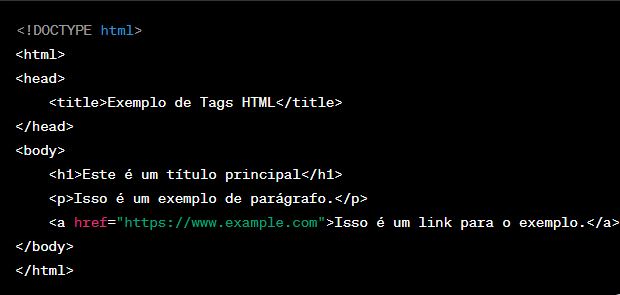 <!DOCTYPE html>
<html>
<head>
    <title>Exemplo de Tags HTML</title>
</head>
<body>
    <h1>Este é um título principal</h1>
    <p>Isso é um exemplo de parágrafo.</p>
    <a href="https://www.example.com">Isso é um link para o exemplo.</a>
</body>
</html>